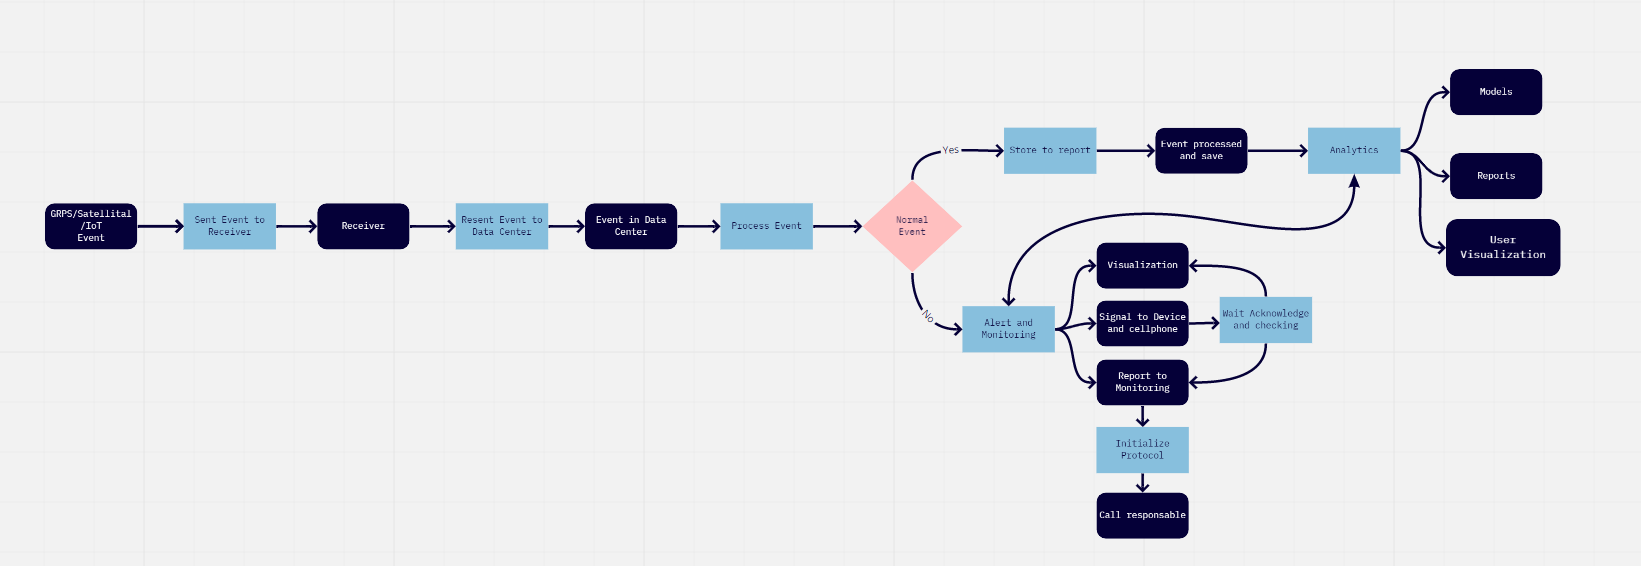 GRPS/Satellital
/IoT
Event
Sent Event to
Receiver
Receiver
Resent Event to
Data Center
Event in Data
Center
Process Event
Normal
Event
Yes
Store to report
Event processed
and save
Analytics
Models
Reports
User
Visualization
No
Alert and
Monitoring
Visualization
Signal to Device
and cellphone
Wait Acknowledge
and checking
Report to
Monitoring
Initialize
Protocol
Call responsable